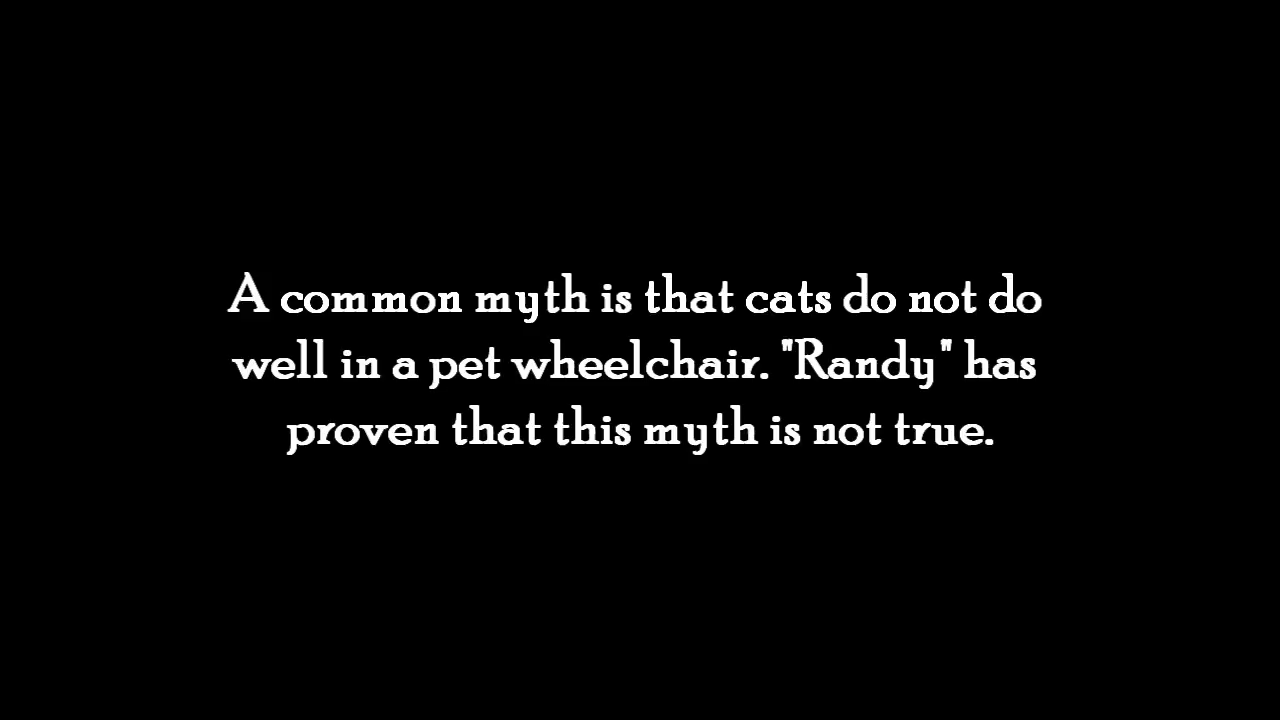 A common myth is that cats do not do
well in a pet wheelchair. "Randy" has
proven that this myth is not true.